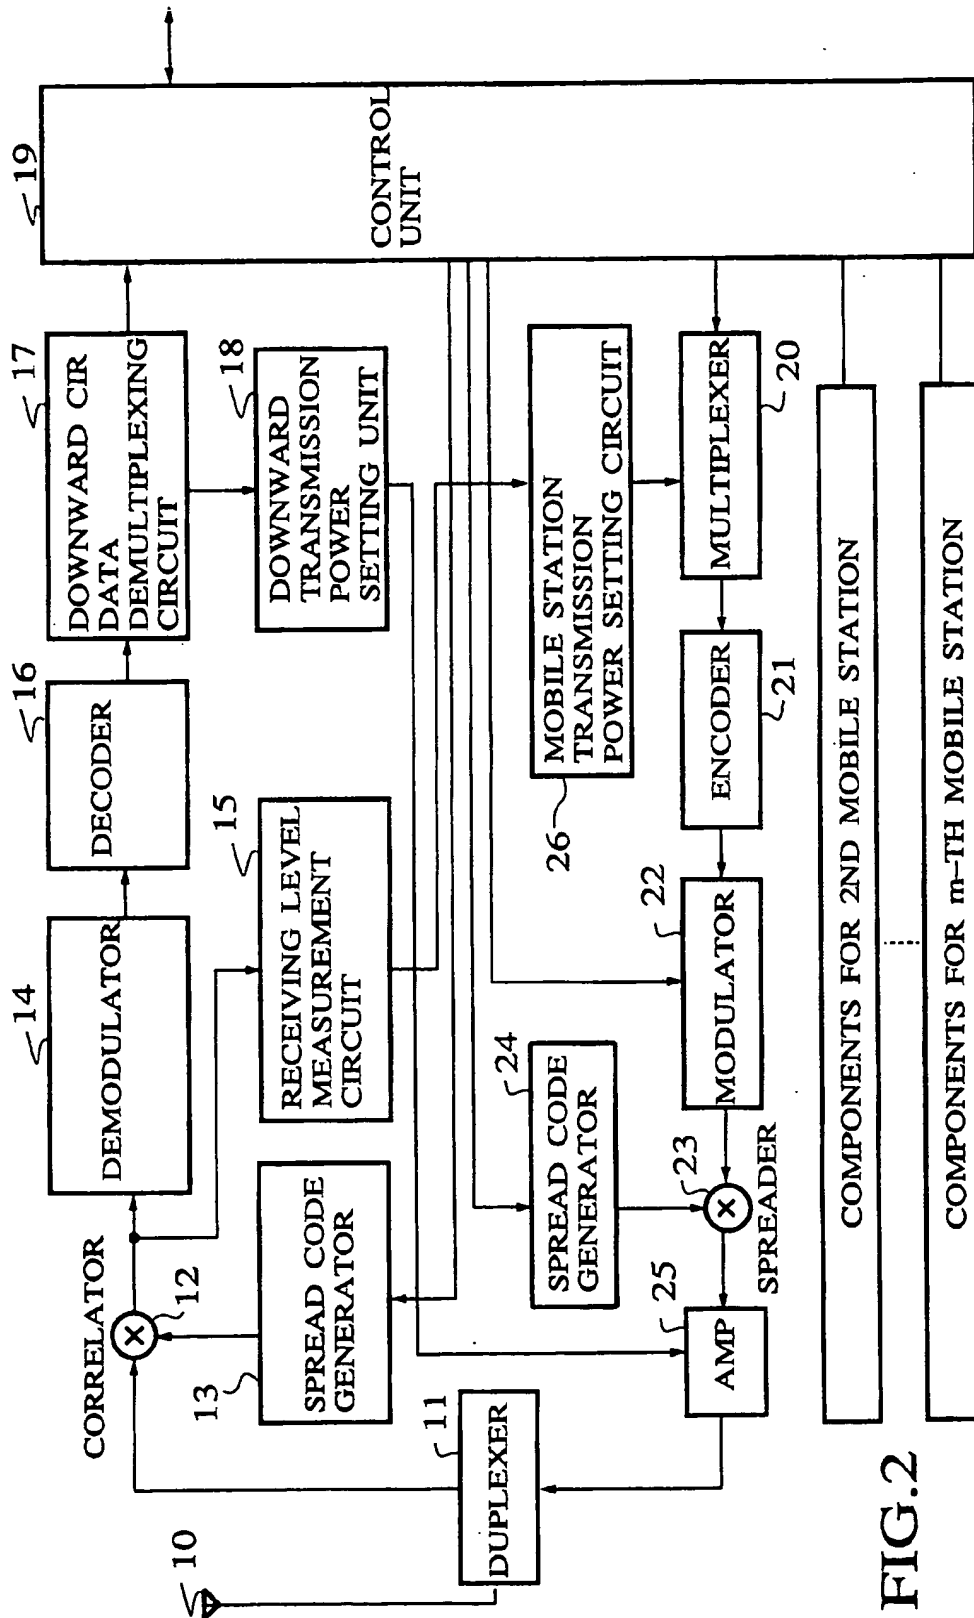 19
CONTROL
UNIT
17
DOWNWARD CIR
DATA
DEMULTIPLEXING
CIRCUIT
18
DOWNWARD
TRANSMISSION
POWER
SETTING UNIT
16
DECODER
14
DEMODULATOR
15
RECEIVING LEVEL
MEASUREMENT
CIRCUIT
CORRELATOR
12
13
SPREAD CODE
GENERATOR
10
11
DUPLEXER
MOBILE STATION
TRANSMISSION
POWER SETTING CIRCUIT
26
MULTIPLEXER
20
ENCODER
21
22
MODULATOR
24
SPREAD CODE
GENERATOR
23
SPREADER
25
AMP
COMPONENTS FOR 2ND MOBILE STATION
COMPONENTS FOR m-TH MOBILE STATION
FIG.2